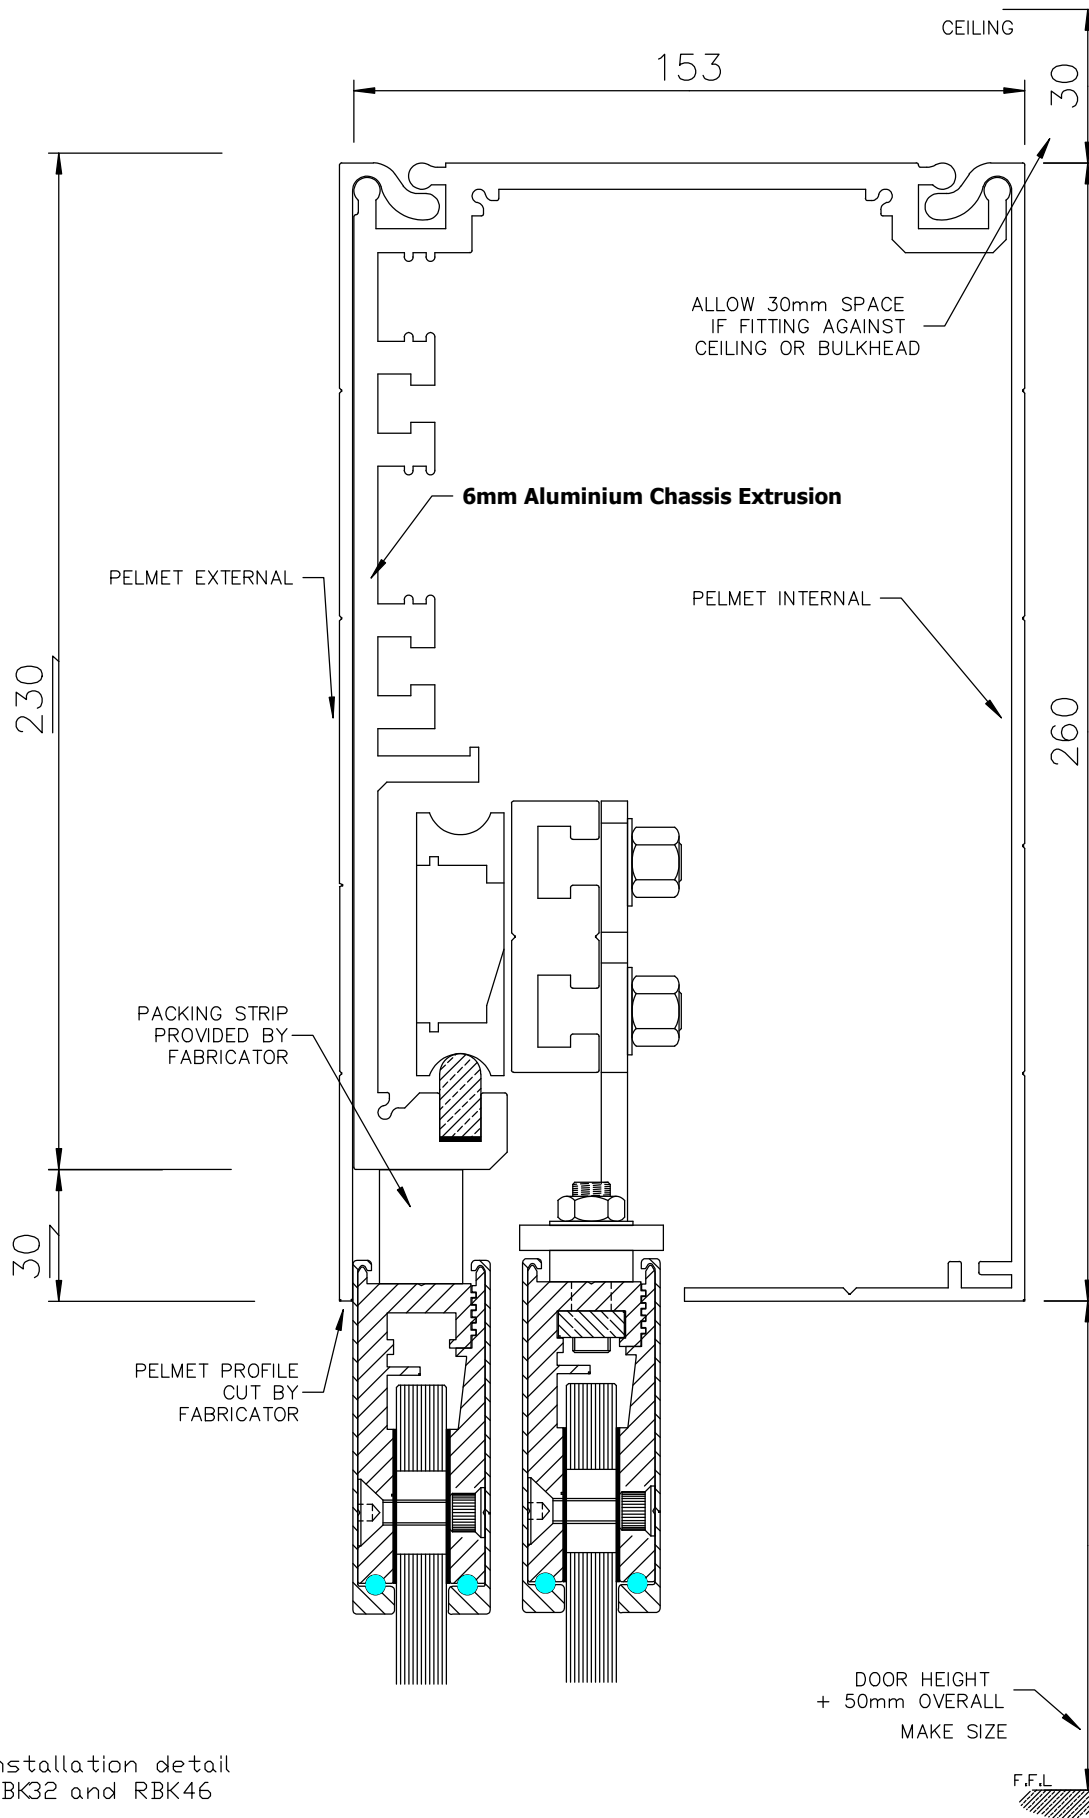 CEILING
153
30
ALLOW 30mm SPACE
IF FITTING AGAINST
CEILING OR BULKHEAD
6mm Aluminium Chassis Extrusion
PELMET EXTERNAL
PELMET INTERNAL
230
260
PACKING STRIP
PROVIDED BY
FABRICATOR
30
PELMET PROFILE
CUT BY
FABRICATOR
DOOR HEIGHT
+ 50mm OVERALL
MAKE SIZE
F.F.L
nstallation detail
BK32 and RBK46